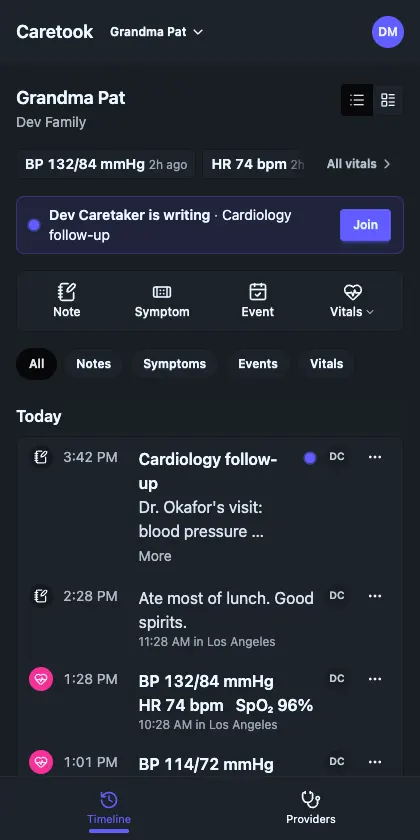 Caretook
Grandma Pat
DM
Grandma Pat
Dev Family
BP 132/84 mmHg 2h ago
HR 74 bpm 2h
All vitals
Dev Caretaker is writing · Cardiology
follow-up
Join
Note
Symptom
Event
Vitals
All
Notes
Symptoms
Events
Vitals
Today
3:42 PM
Cardiology follow-
up
DC
Dr. Okafor's visit:
blood pressure ...
More
2:28 PM
Ate most of lunch. Good
spirits.
DC
11:28 AM in Los Angeles
1:28 PM
BP 132/84 mmHg
DC
HR 74 bpm SpO₂ 96%
10:28 AM in Los Angeles
1:01 PM
BP 114/72 mmHg
DC
Timeline
Providers